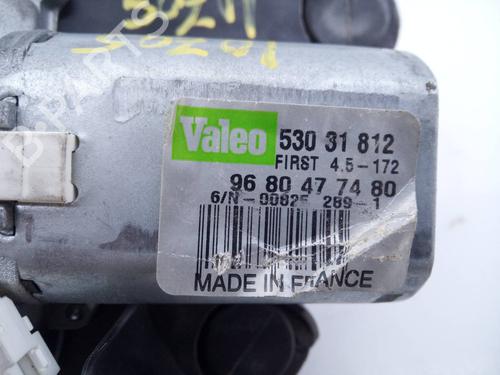 Valeo 530 31 812
FIRST 4.5-172
96 80 47 74 80
6/N-00825 289-1
MADE IN FRANCE